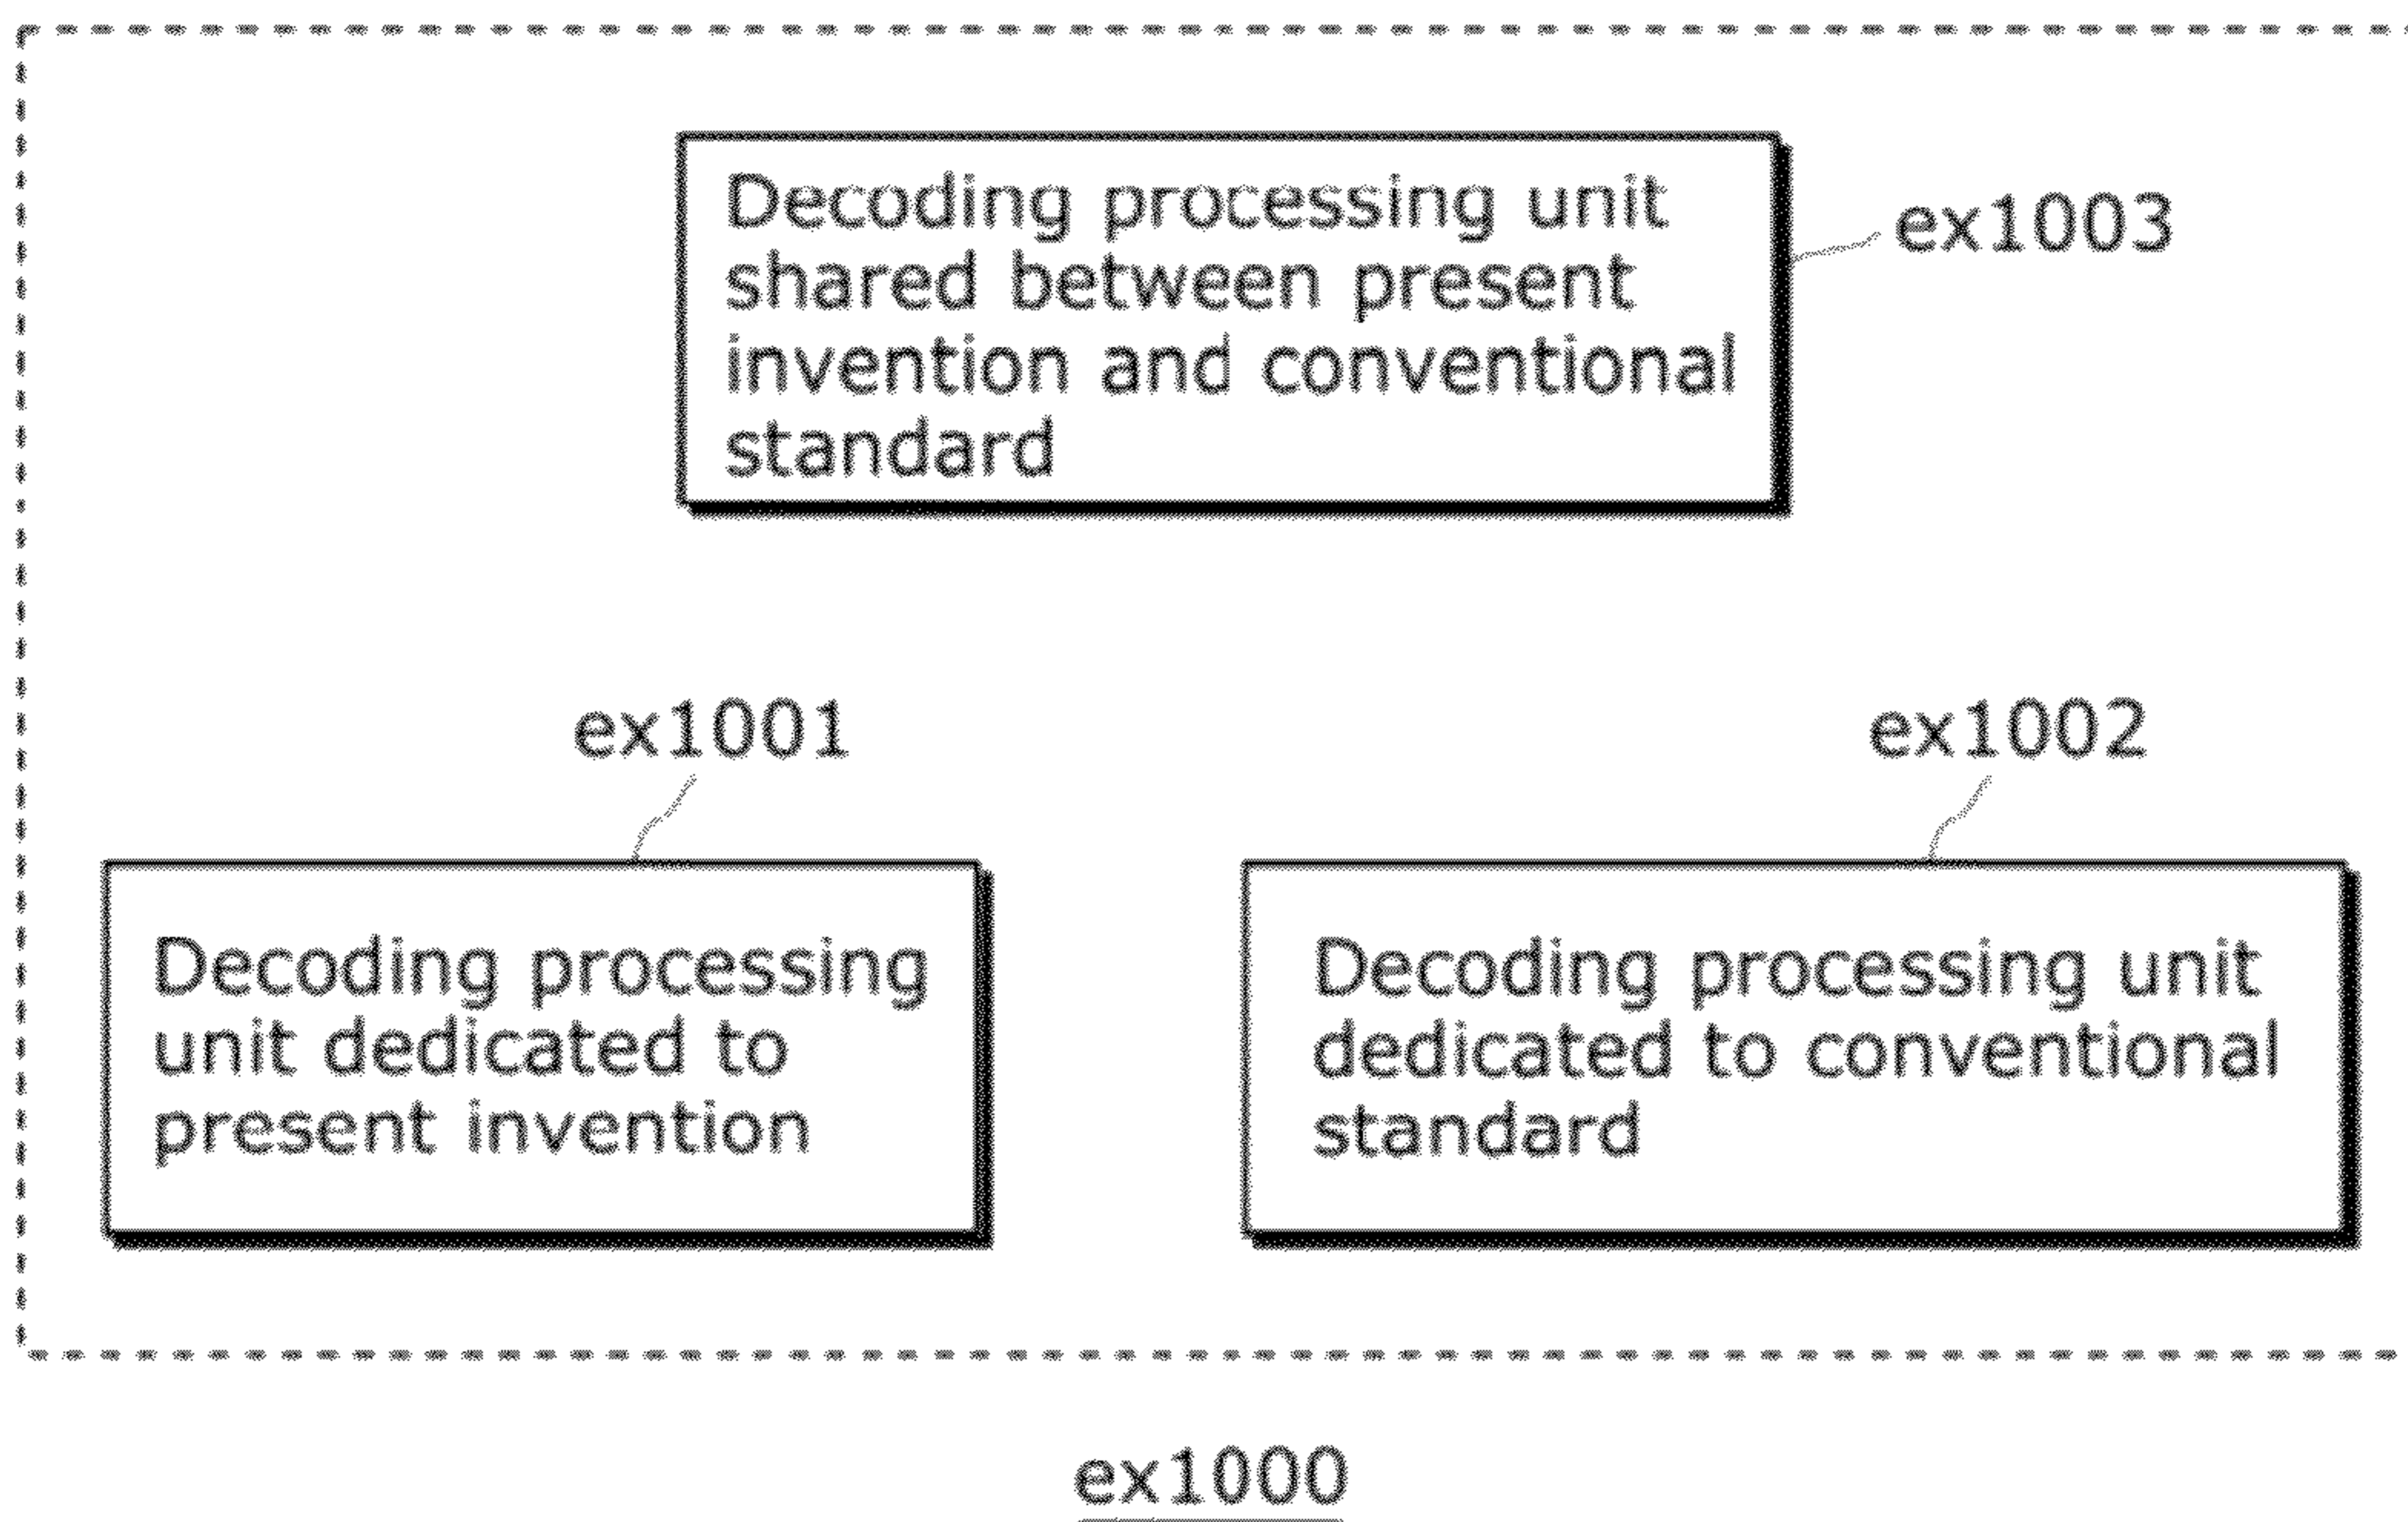 Decoding processing unit
shared between present
invention and conventional
standard
ex1003
ex1001
ex1002
Decoding processing
unit dedicated to
present invention
Decoding processing unit
dedicated to conventional
standard
ex1000